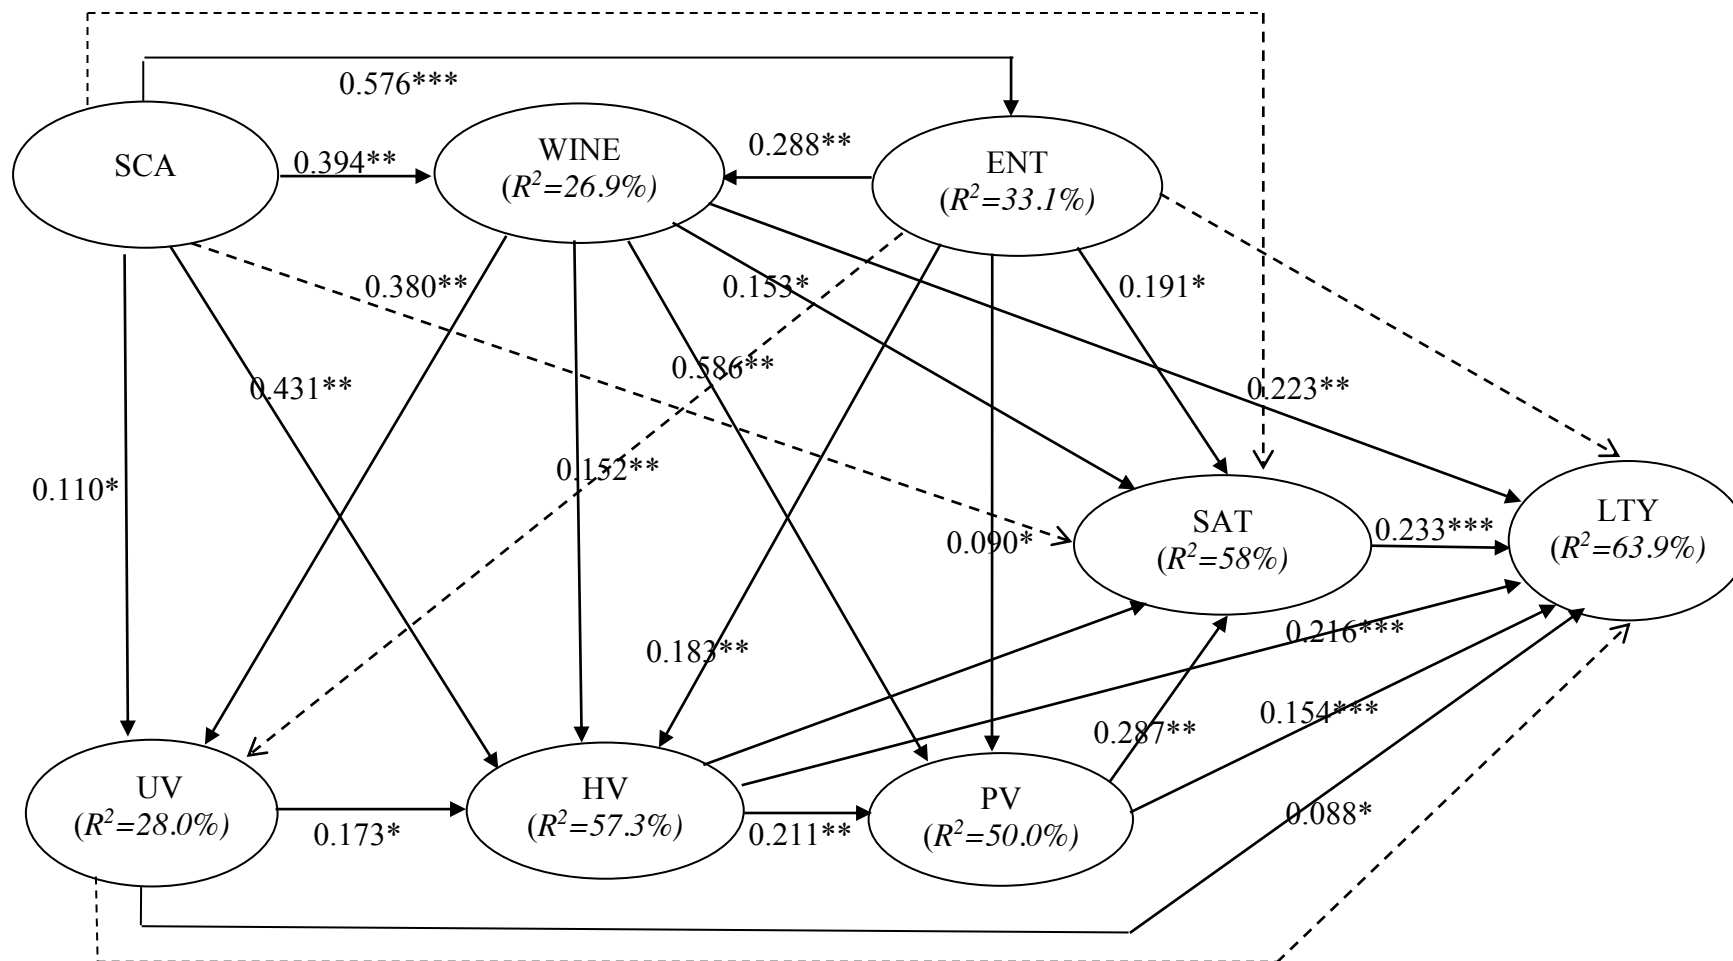 0.576***
SCA
0.394**
WINE
(R²=26.9%)
0.288**
ENT
(R²=33.1%)
0.380**
0.153*
0.191*
0.431**
0.586**
0.223**
0.110*
0.152**
0.090*
SAT
(R²=58%)
0.233***
LTY
(R²=63.9%)
0.183**
0.216***
0.287**
0.154***
UV
(R²=28.0%)
0.173*
HV
(R²=57.3%)
0.211**
PV
(R²=50.0%)
0.088*